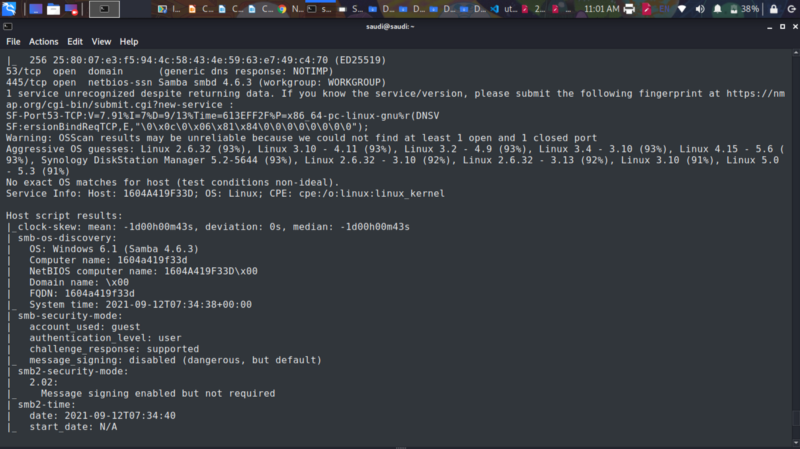 I...
C...
C...
C...
N...
s...
S...
D...
D...
D...
D...
ut...
2...
11:01 AM
38%
saudi@saudi: ~
File Actions Edit View Help
|_  256 25:80:07:e3:f5:94:4c:58:43:4e:59:63:e7:49:c4:70 (ED25519)
53/tcp  open  domain      (generic dns response: NOTIMP)
445/tcp open  netbios-ssn Samba smbd 4.6.3 (workgroup: WORKGROUP)
1 service unrecognized despite returning data. If you know the service/version, please submit the following fingerprint at https://nm
ap.org/cgi-bin/submit.cgi?new-service :
SF-Port53-TCP:V=7.91%I=7%D=9/13%Time=613EFF2F%P=x86_64-pc-linux-gnu%r(DNSV
SF:ersionBindReqTCP,E,"\0\x0c\0\x06\x81\x84\0\0\0\0\0\0\0\0");
Warning: OSScan results may be unreliable because we could not find at least 1 open and 1 closed port
Aggressive OS guesses: Linux 2.6.32 (93%), Linux 3.10 - 4.11 (93%), Linux 3.2 - 4.9 (93%), Linux 3.4 - 3.10 (93%), Linux 4.15 - 5.6 (
93%), Synology DiskStation Manager 5.2-5644 (93%), Linux 2.6.32 - 3.10 (92%), Linux 2.6.32 - 3.13 (92%), Linux 3.10 (91%), Linux 5.0
- 5.3 (91%)
No exact OS matches for host (test conditions non-ideal).
Service Info: Host: 1604A419F33D; OS: Linux; CPE: cpe:/o:linux:linux_kernel
Host script results:
|_clock-skew: mean: -1d00h00m43s, deviation: 0s, median: -1d00h00m43s
| smb-os-discovery:
|   OS: Windows 6.1 (Samba 4.6.3)
|   Computer name: 1604a419f33d
|   NetBIOS computer name: 1604A419F33D\x00
|   Domain name: \x00
|   FQDN: 1604a419f33d
|_  System time: 2021-09-12T07:34:38+00:00
| smb-security-mode:
|   account_used: guest
|   authentication_level: user
|   challenge_response: supported
|_  message_signing: disabled (dangerous, but default)
| smb2-security-mode:
|   2.02:
|_    Message signing enabled but not required
| smb2-time:
|   date: 2021-09-12T07:34:40
|_  start_date: N/A